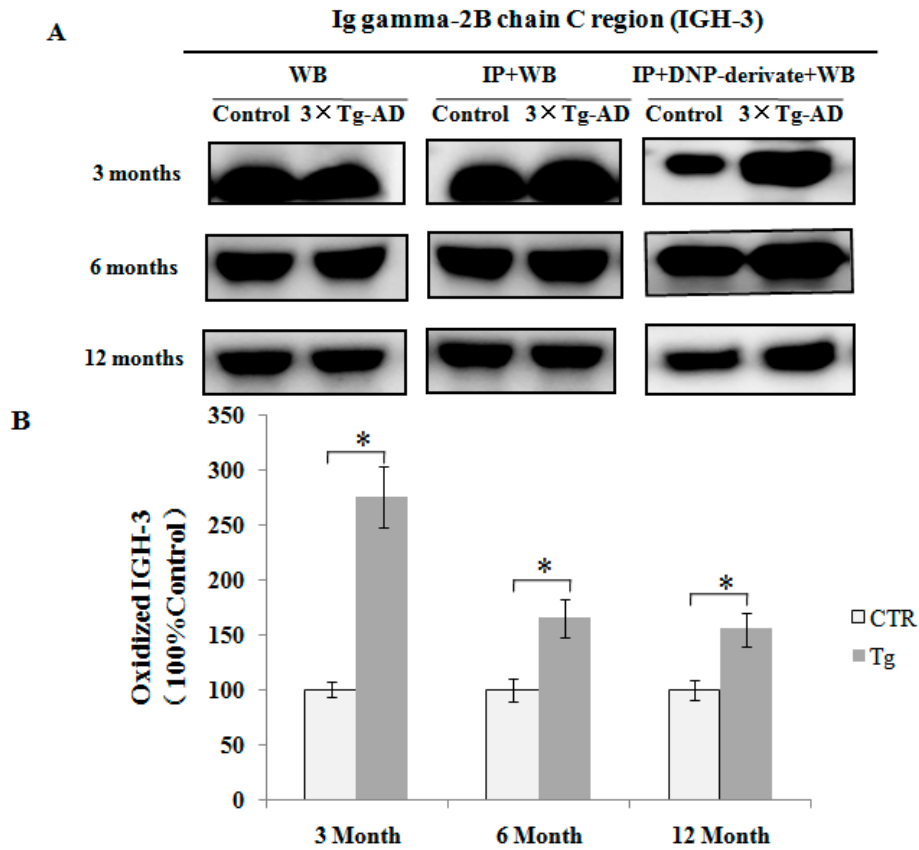 A
Ig gamma-2B chain C region (IGH-3)
WB IP+WB IP+DNP-derivate+WB
Control 3×Tg-AD Control 3×Tg-AD Control 3×Tg-AD
3 months
6 months
12 months
B
Oxidized IGH-3
(100%Control)
350
300
250
200
150
100
50
0
* * *
CTR
Tg
3 Month 6 Month 12 Month